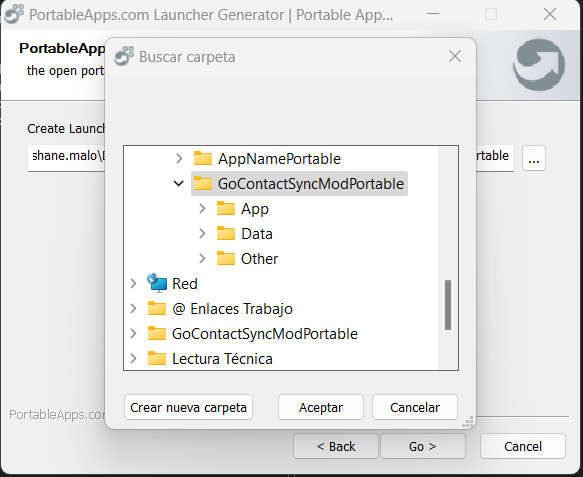 PortableApps.com Launcher Generator | Portable App...
PortableApp
the open port
Buscar carpeta
Create Launch
shane.malo\
rtable
...
AppNamePortable
GoContactSyncModPortable
App
Data
Other
Red
@ Enlaces Trabajo
GoContactSyncModPortable
Lectura Técnica
Crear nueva carpeta
Aceptar
Cancelar
PortableApps.com
< Back
Go >
Cancel